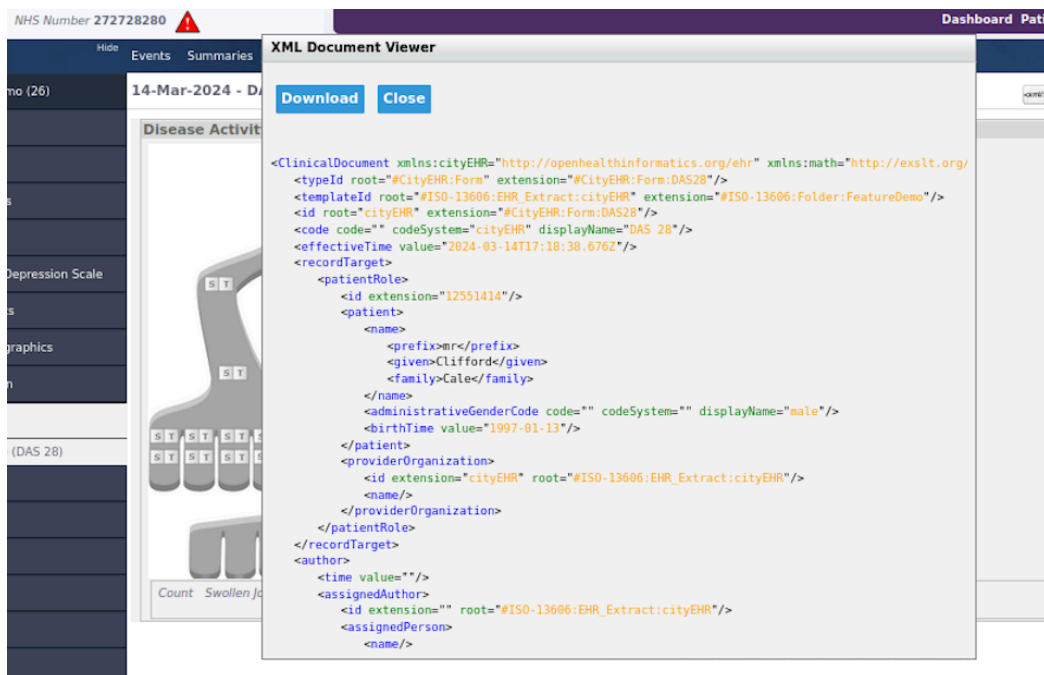 NHS Number 272728280
Dashboard Pati
Hide
Events Summaries
mo (26)
14-Mar-2024 - DA
Disease Activit
s
Depression Scale
ts
graphics
n
(DAS 28)
S T
S T
S T S T S T S
S T S T S T S
Count Swollen Jo
XML Document Viewer
Download Close
<ClinicalDocument xmlns:cityEHR="http://openhealthinformatics.org/ehr" xmlns:math="http://exslt.org/
<typeId root="#CityEHR:Form" extension="#CityEHR:Form:DAS28"/>
<templateId root="#ISO-13606:EHR_Extract:cityEHR" extension="#ISO-13606:Folder:FeatureDemo"/>
<id root="cityEHR" extension="#CityEHR:Form:DAS28"/>
<code code="" codeSystem="cityEHR" displayName="DAS 28"/>
<effectiveTime value="2024-03-14T17:18:38.676Z"/>
<recordTarget>
<patientRole>
<id extension="12551414"/>
<patient>
<name>
<prefix>mr</prefix>
<given>Clifford</given>
<family>Cale</family>
</name>
<administrativeGenderCode code="" codeSystem="" displayName="male"/>
<birthTime value="1997-01-13"/>
</patient>
<providerOrganization>
<id extension="cityEHR" root="#ISO-13606:EHR_Extract:cityEHR"/>
<name/>
</providerOrganization>
</patientRole>
</recordTarget>
<author>
<time value=""/>
<assignedAuthor>
<id extension="" root="#ISO-13606:EHR_Extract:cityEHR"/>
<assignedPerson>
<name/>